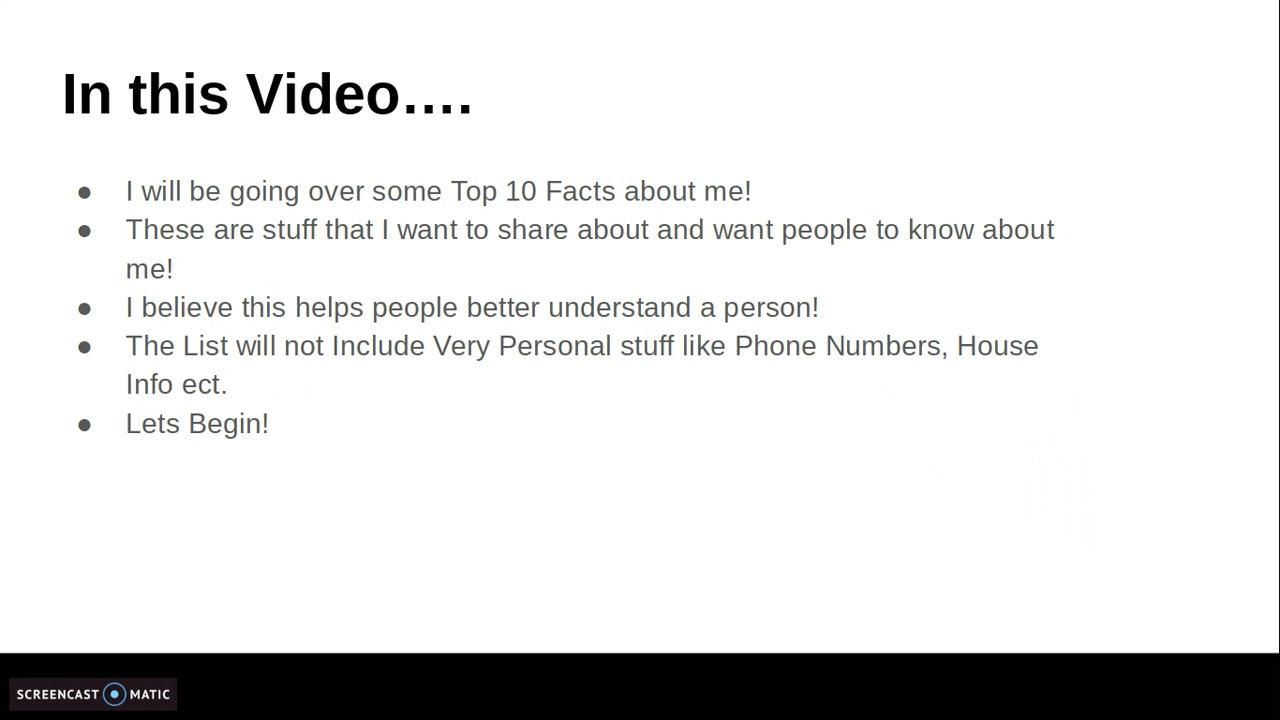 In this Video....
● I will be going over some Top 10 Facts about me!
● These are stuff that I want to share about and want people to know about
me!
● I believe this helps people better understand a person!
● The List will not Include Very Personal stuff like Phone Numbers, House
Info ect.
● Lets Begin!
SCREENCAST MATIC